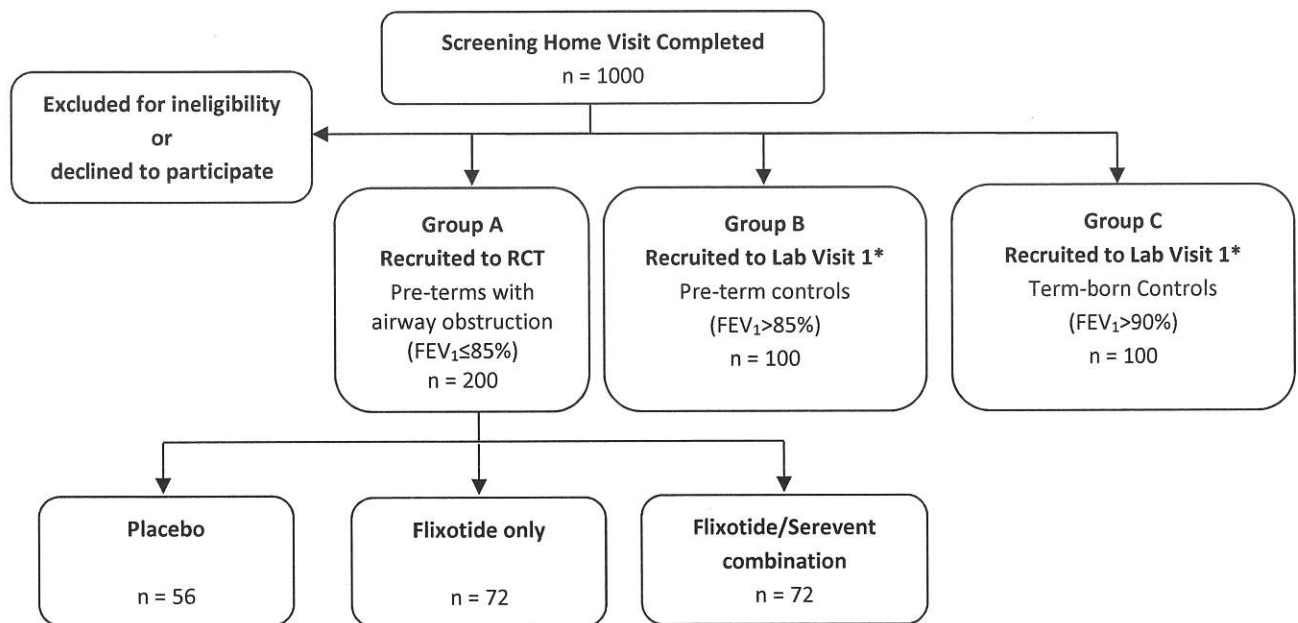 Screening Home Visit Completed
n = 1000
Excluded for ineligibility
or
declined to participate
Group A
Recruited to RCT
Pre-terms with
airway obstruction
(FEV₁≤85%)
n = 200
Group B
Recruited to Lab Visit 1*
Pre-term controls
(FEV₁>85%)
n = 100
Group C
Recruited to Lab Visit 1*
Term-born Controls
(FEV₁>90%)
n = 100
Placebo
n = 56
Flixotide only
n = 72
Flixotide/Serevent
combination
n = 72